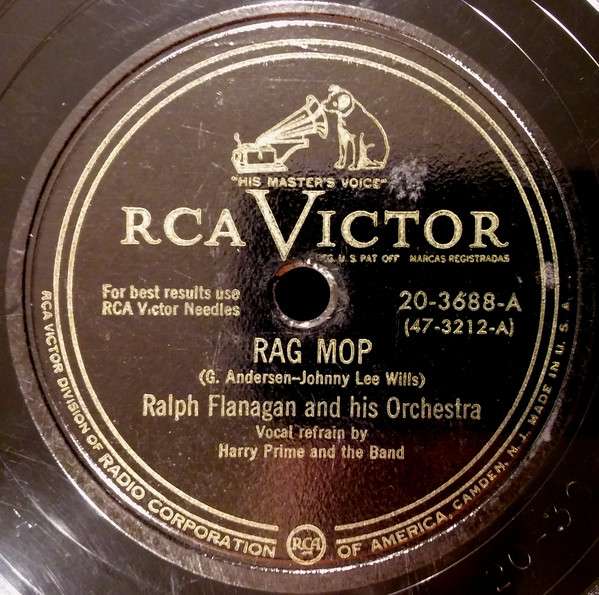 "HIS MASTER'S VOICE"
RCA VICTOR
REG. U. S. PAT OFF MARCAS REGISTRADAS
For best results use
RCA Victor Needles
20-3688-A
(47-3212-A)
RAG MOP
(G. Andersen-Johnny Lee Wills)
Ralph Flanagan and his Orchestra
Vocal refrain by
Harry Prime and the Band
RCA VICTOR DIVISION OF RADIO CORPORATION OF AMERICA, CAMDEN, N. J. MADE IN U. S. A.
RCA